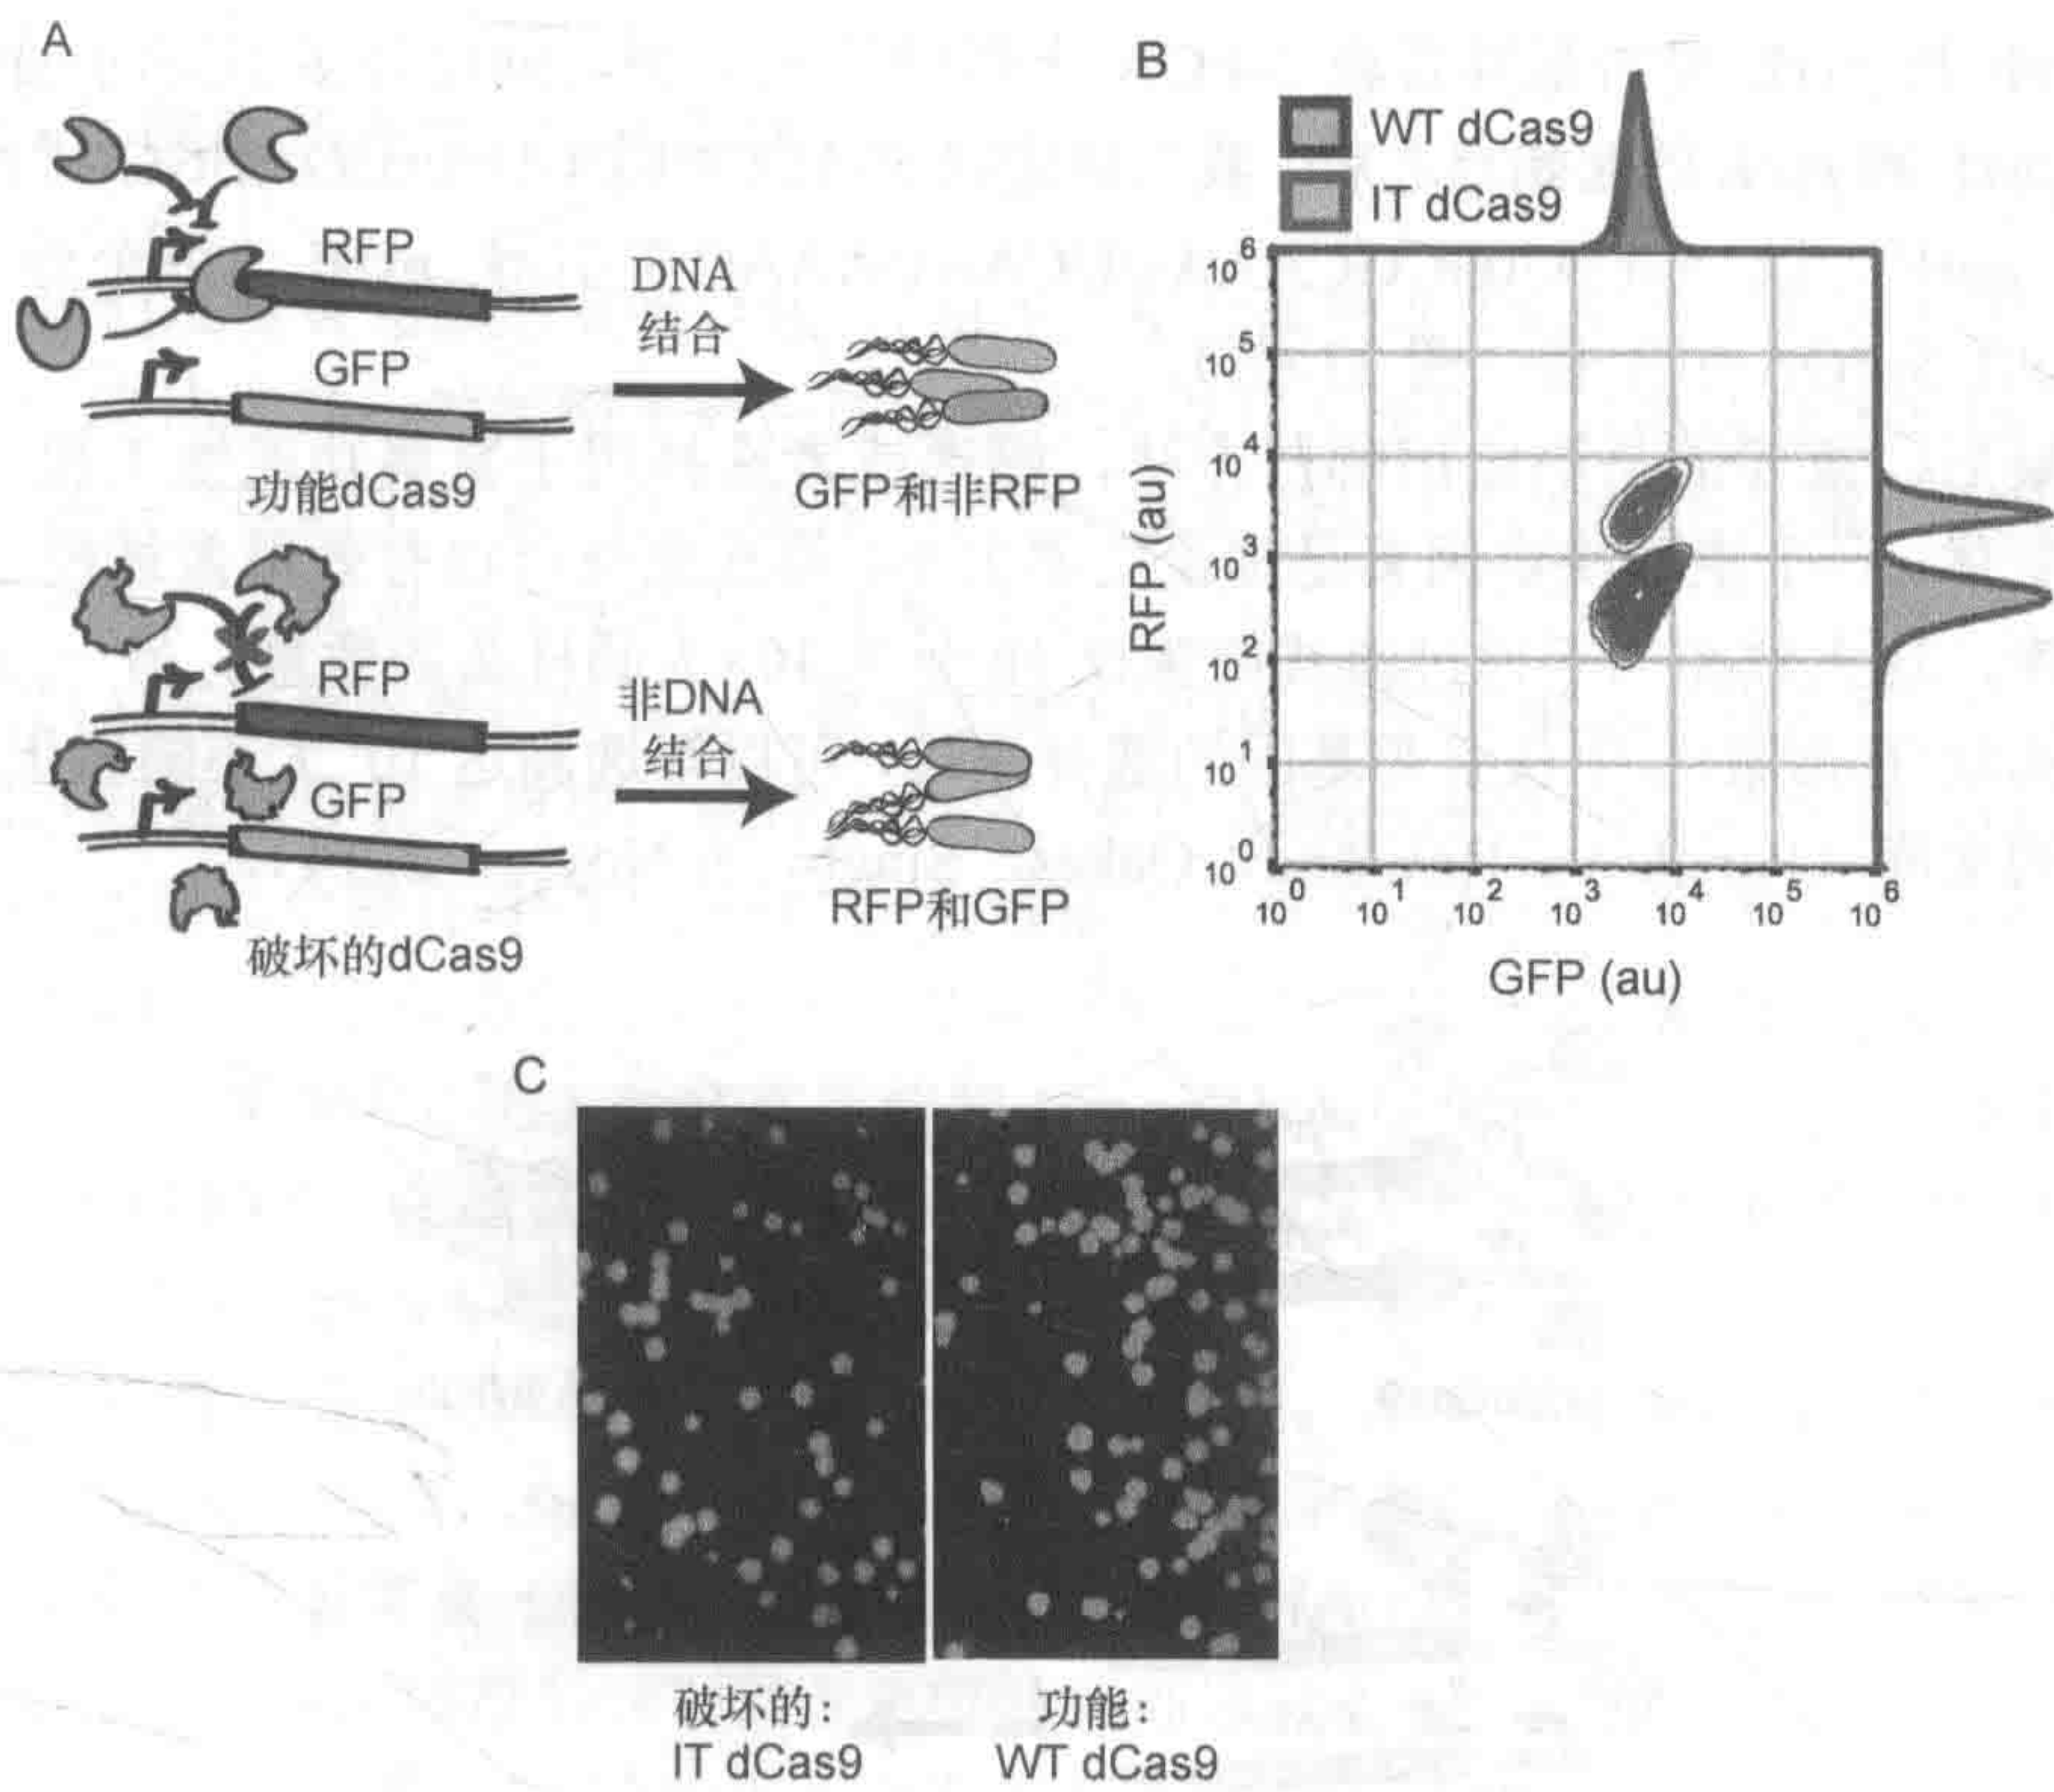 A
RFP
GFP
功能dCas9
DNA
结合
GFP和非RFP
RFP
GFP
破坏的dCas9
非DNA
结合
RFP和GFP
B
WT dCas9
IT dCas9
RFP (au)
10^6
10^5
10^4
10^3
10^2
10^1
10^0
10^0 10^1 10^2 10^3 10^4 10^5 10^6
GFP (au)
C
破坏的：
IT dCas9
功能：
WT dCas9